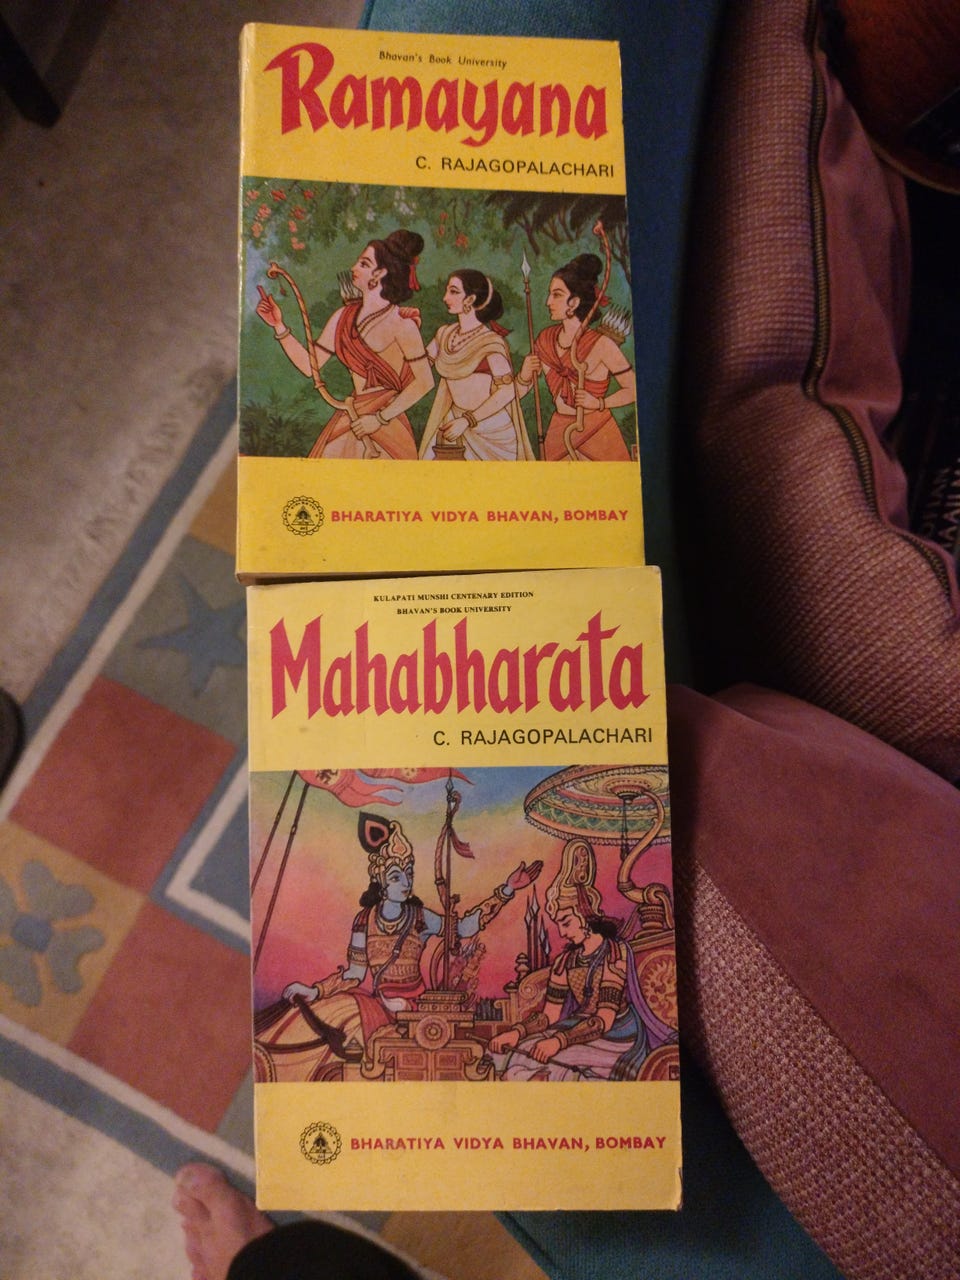 Bhavan's Book University
Ramayana
C. RAJAGOPALACHARI
BHARATIYA VIDYA BHAVAN, BOMBAY
KULAPATI MUNSHI CENTENARY EDITION
BHAVAN'S BOOK UNIVERSITY
Mahabharata
C. RAJAGOPALACHARI
BHARATIYA VIDYA BHAVAN, BOMBAY